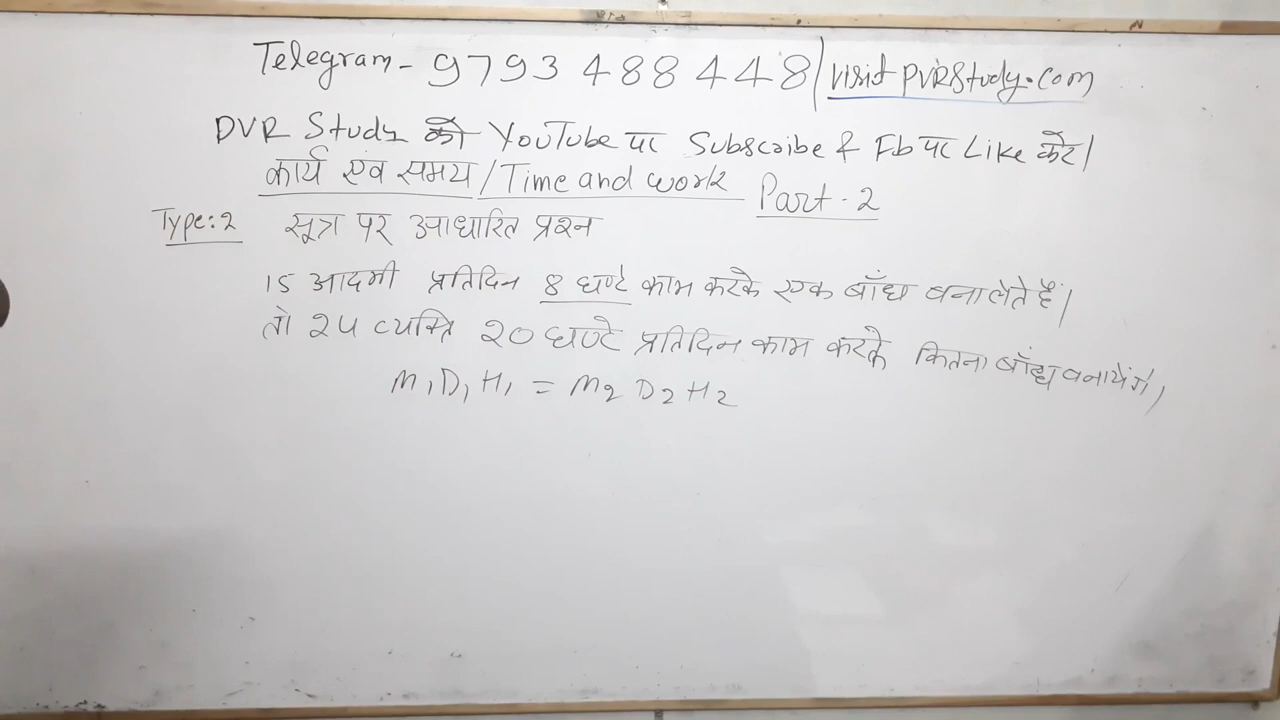 Telegram - 9793 488448 / visit PVRStudy.com
DVR Study को YouTube पर Subscribe & Fb पर Like करें।
कार्य एवं समय / Time and work Part - 2
Type: 2 सूत्र पर आधारित प्रश्न
15 आदमी प्रतिदिन 8 घण्टे काम करके एक बाँध बना लेते हैं।
तो 24 व्यक्ति 20 घण्टे प्रतिदिन काम करके कितना बाँध बनायेंगे,
M₁D₁H₁ = M₂D₂H₂